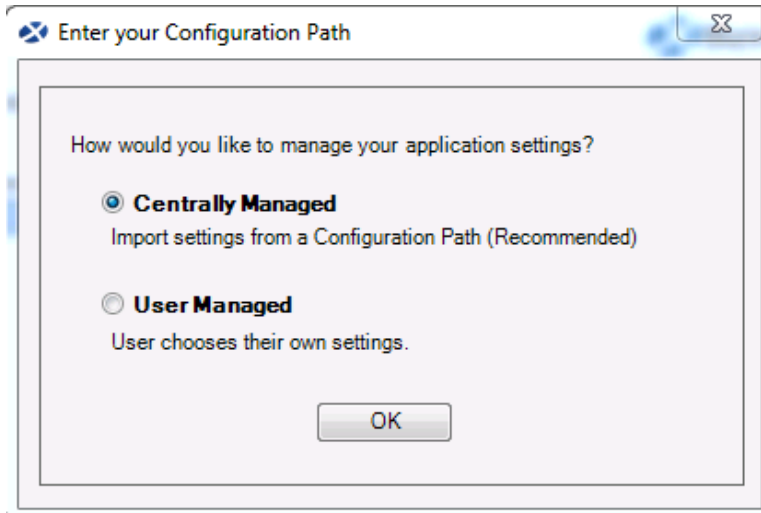 Enter your Configuration Path
How would you like to manage your application settings?
Centrally Managed
Import settings from a Configuration Path (Recommended)
User Managed
User chooses their own settings.
OK